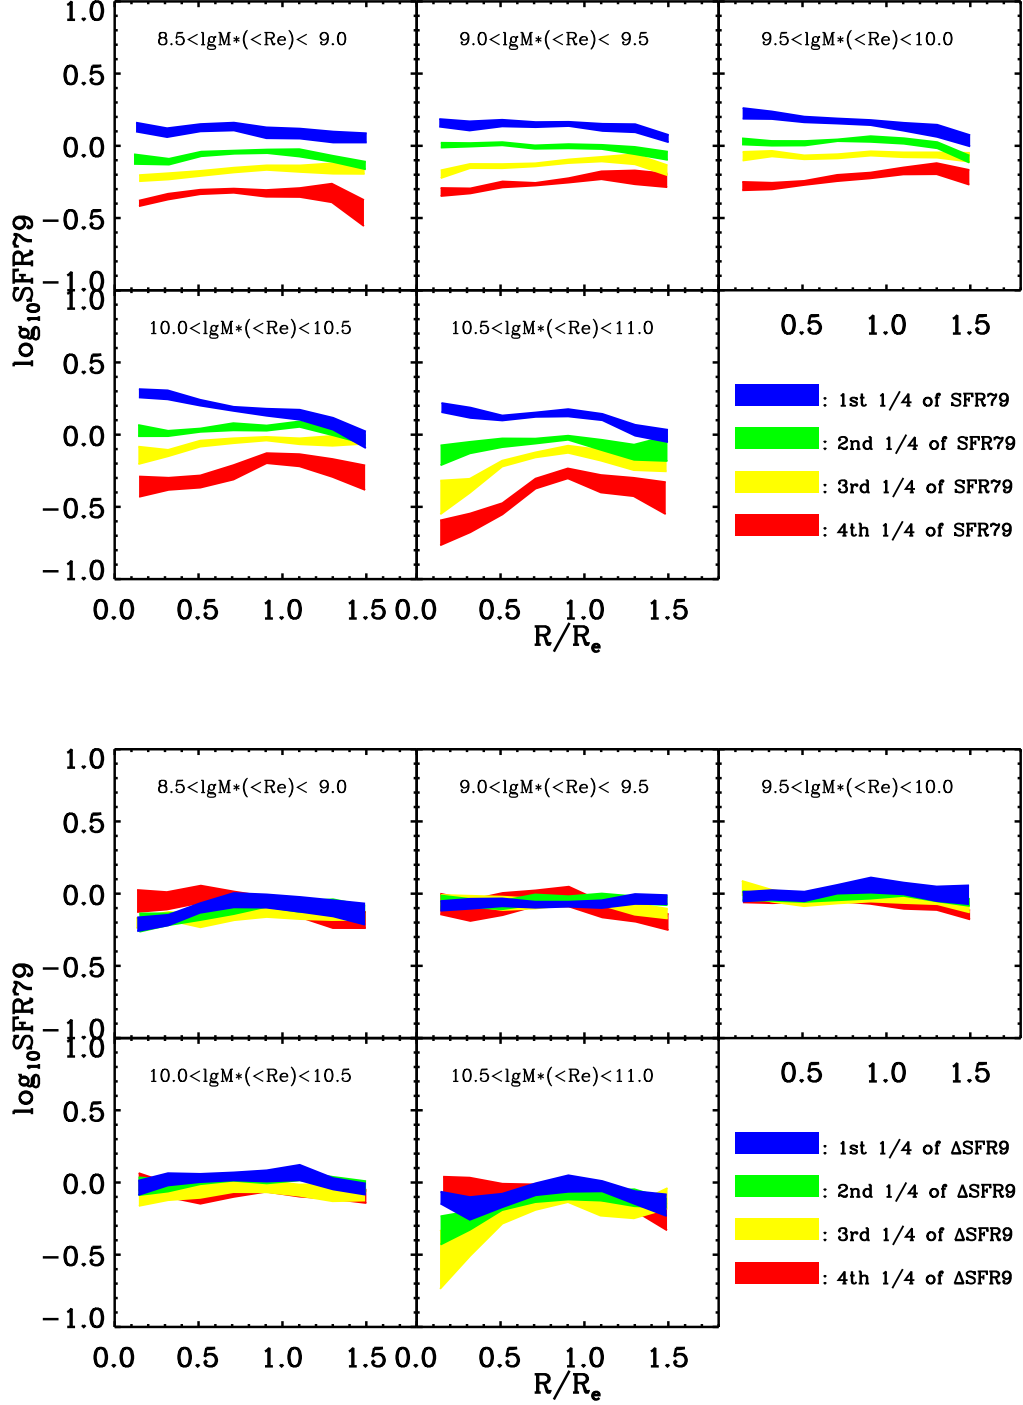 1.0
8.5<lgM*(<Re)< 9.0
9.0<lgM*(<Re)< 9.5
9.5<lgM*(<Re)<10.0
0.5
0.0
−0.5
−1.0
log₁₀SFR79
1.0
10.0<lgM*(<Re)<10.5
10.5<lgM*(<Re)<11.0
0.5 1.0 1.5
0.5
0.0
−0.5
−1.0
: 1st 1/4 of SFR79
: 2nd 1/4 of SFR79
: 3rd 1/4 of SFR79
: 4th 1/4 of SFR79
0.0 0.5 1.0 1.5 0.0 0.5 1.0 1.5
R/Rₑ
1.0
8.5<lgM*(<Re)< 9.0
9.0<lgM*(<Re)< 9.5
9.5<lgM*(<Re)<10.0
0.5
0.0
−0.5
−1.0
log₁₀SFR79
1.0
10.0<lgM*(<Re)<10.5
10.5<lgM*(<Re)<11.0
0.5 1.0 1.5
0.5
0.0
−0.5
−1.0
: 1st 1/4 of ΔSFR9
: 2nd 1/4 of ΔSFR9
: 3rd 1/4 of ΔSFR9
: 4th 1/4 of ΔSFR9
0.0 0.5 1.0 1.5 0.0 0.5 1.0 1.5
R/Rₑ